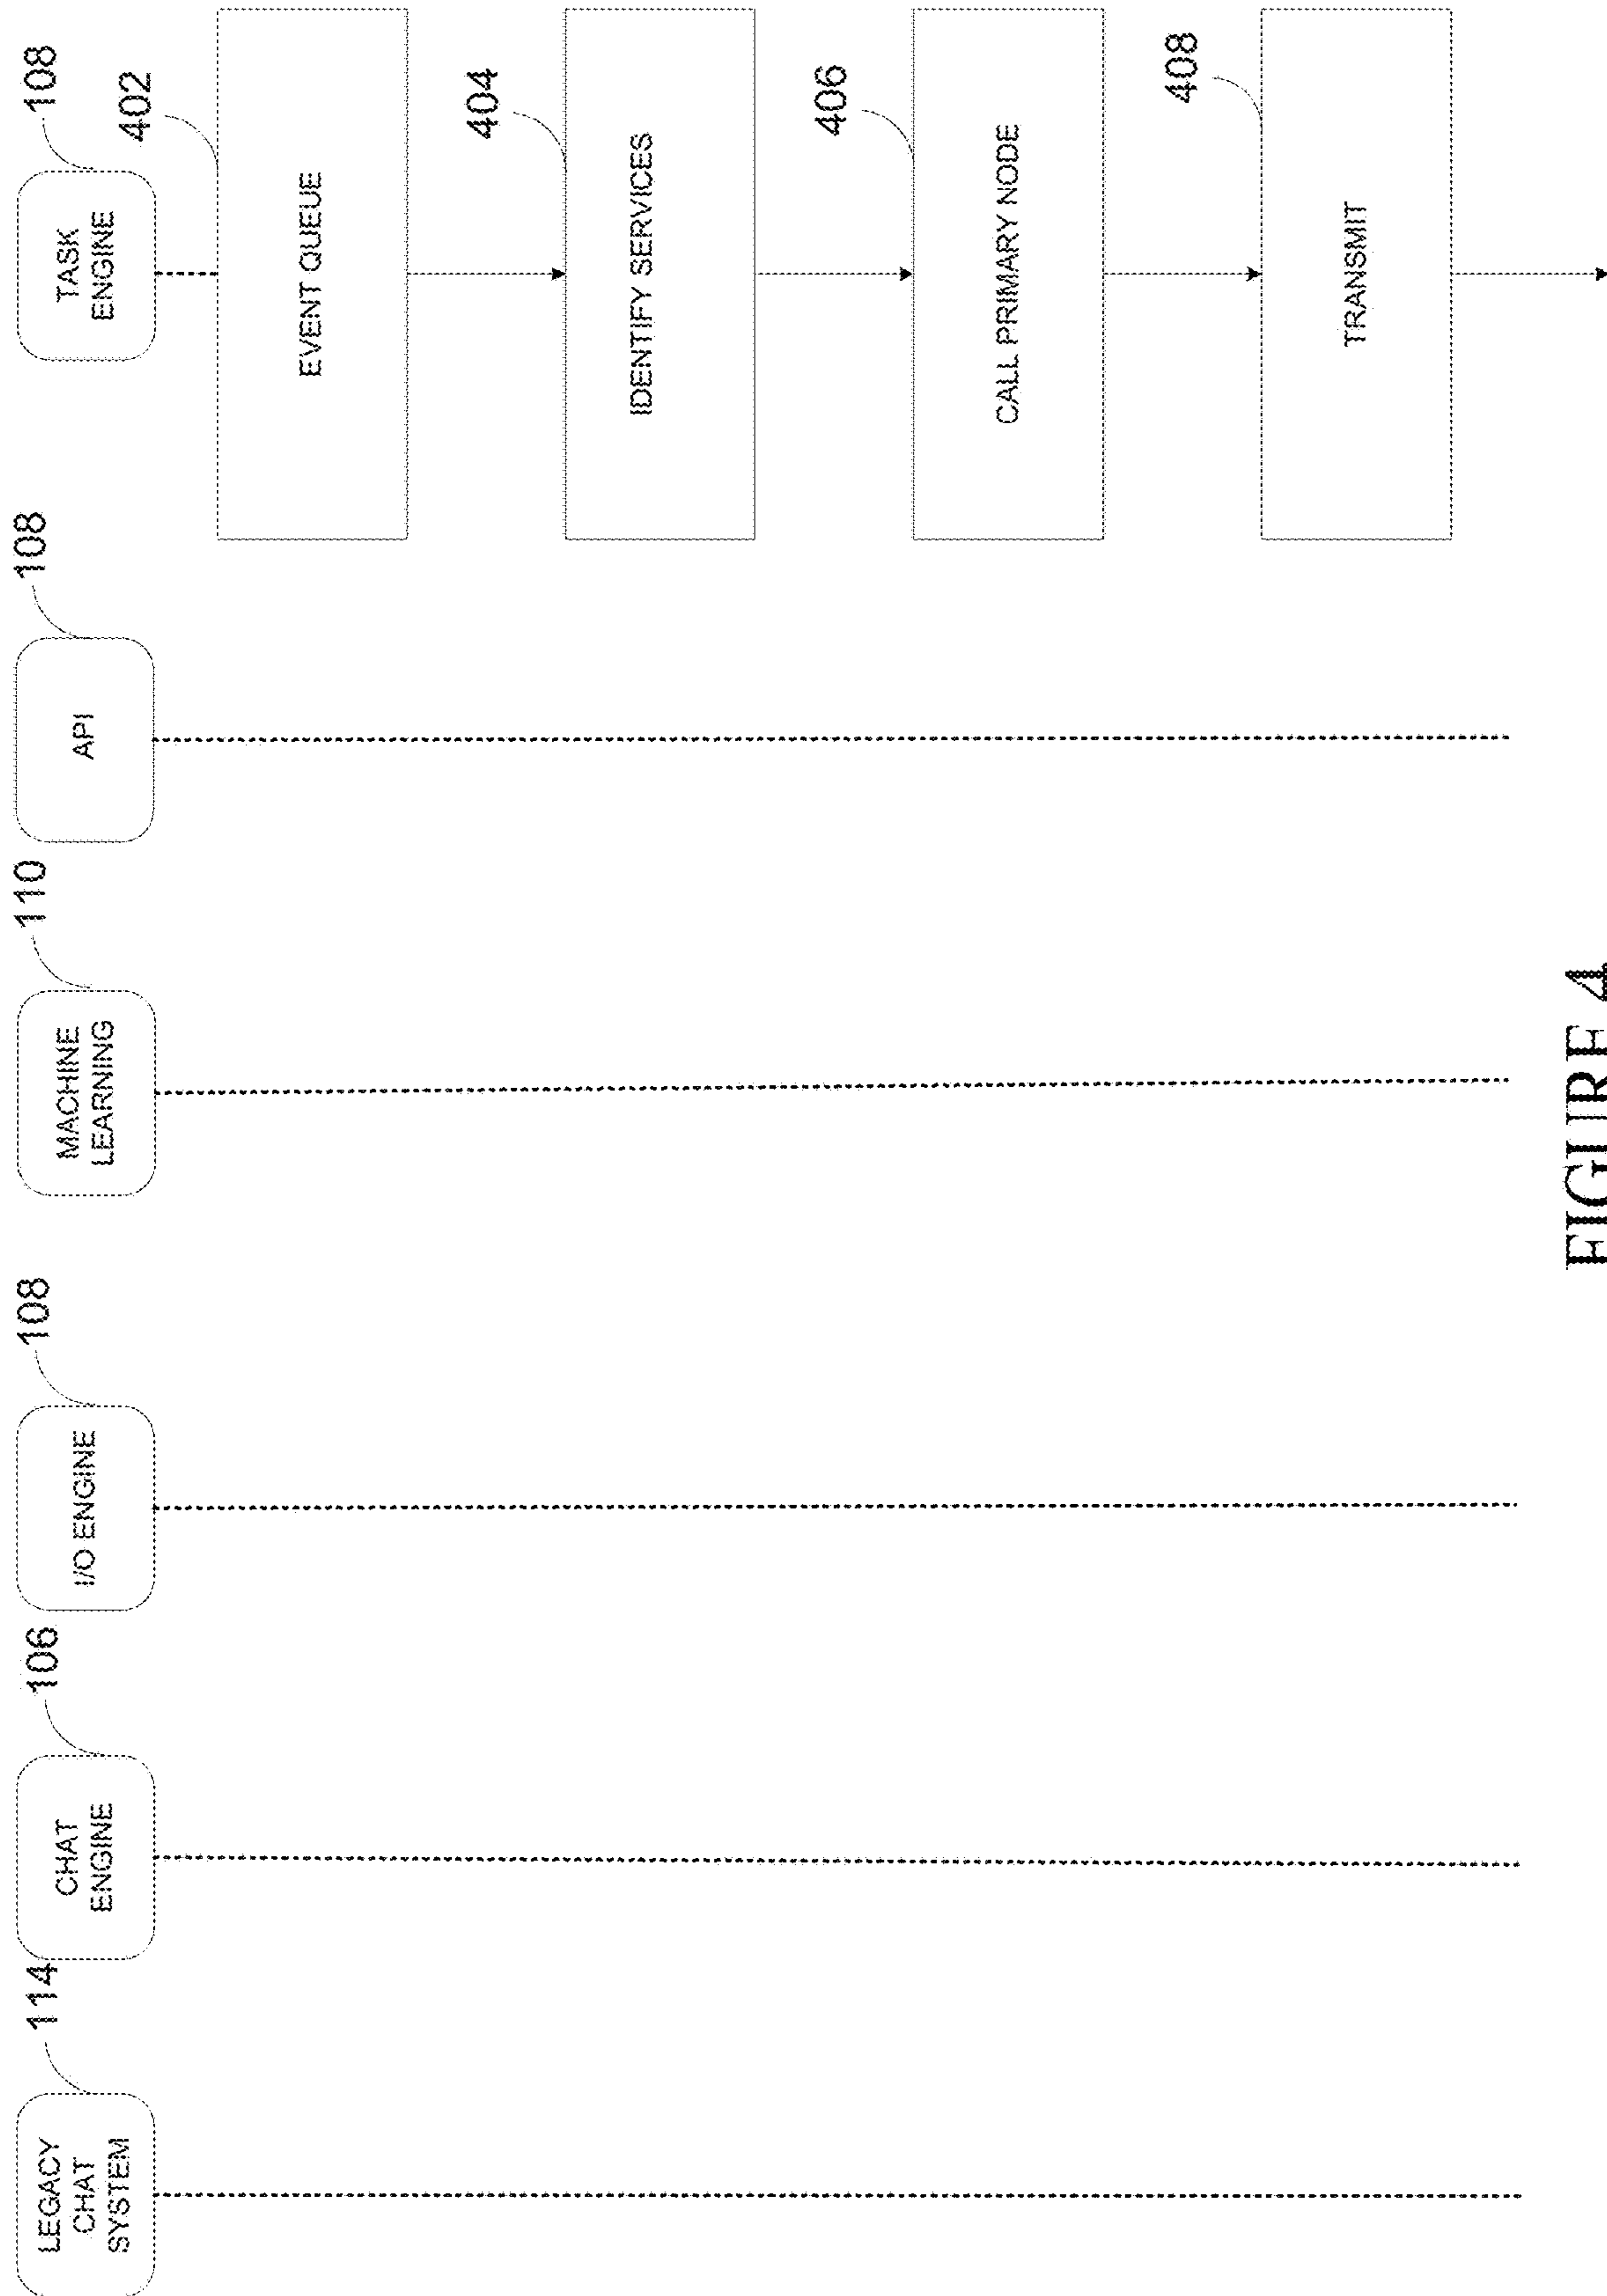 114
LEGACY
CHAT
SYSTEM
106
CHAT
ENGINE
108
I/O ENGINE
110
MACHINE
LEARNING
108
API
108
TASK
ENGINE
402
EVENT QUEUE
404
IDENTIFY SERVICES
406
CALL PRIMARY NODE
408
TRANSMIT
FIGURE 4